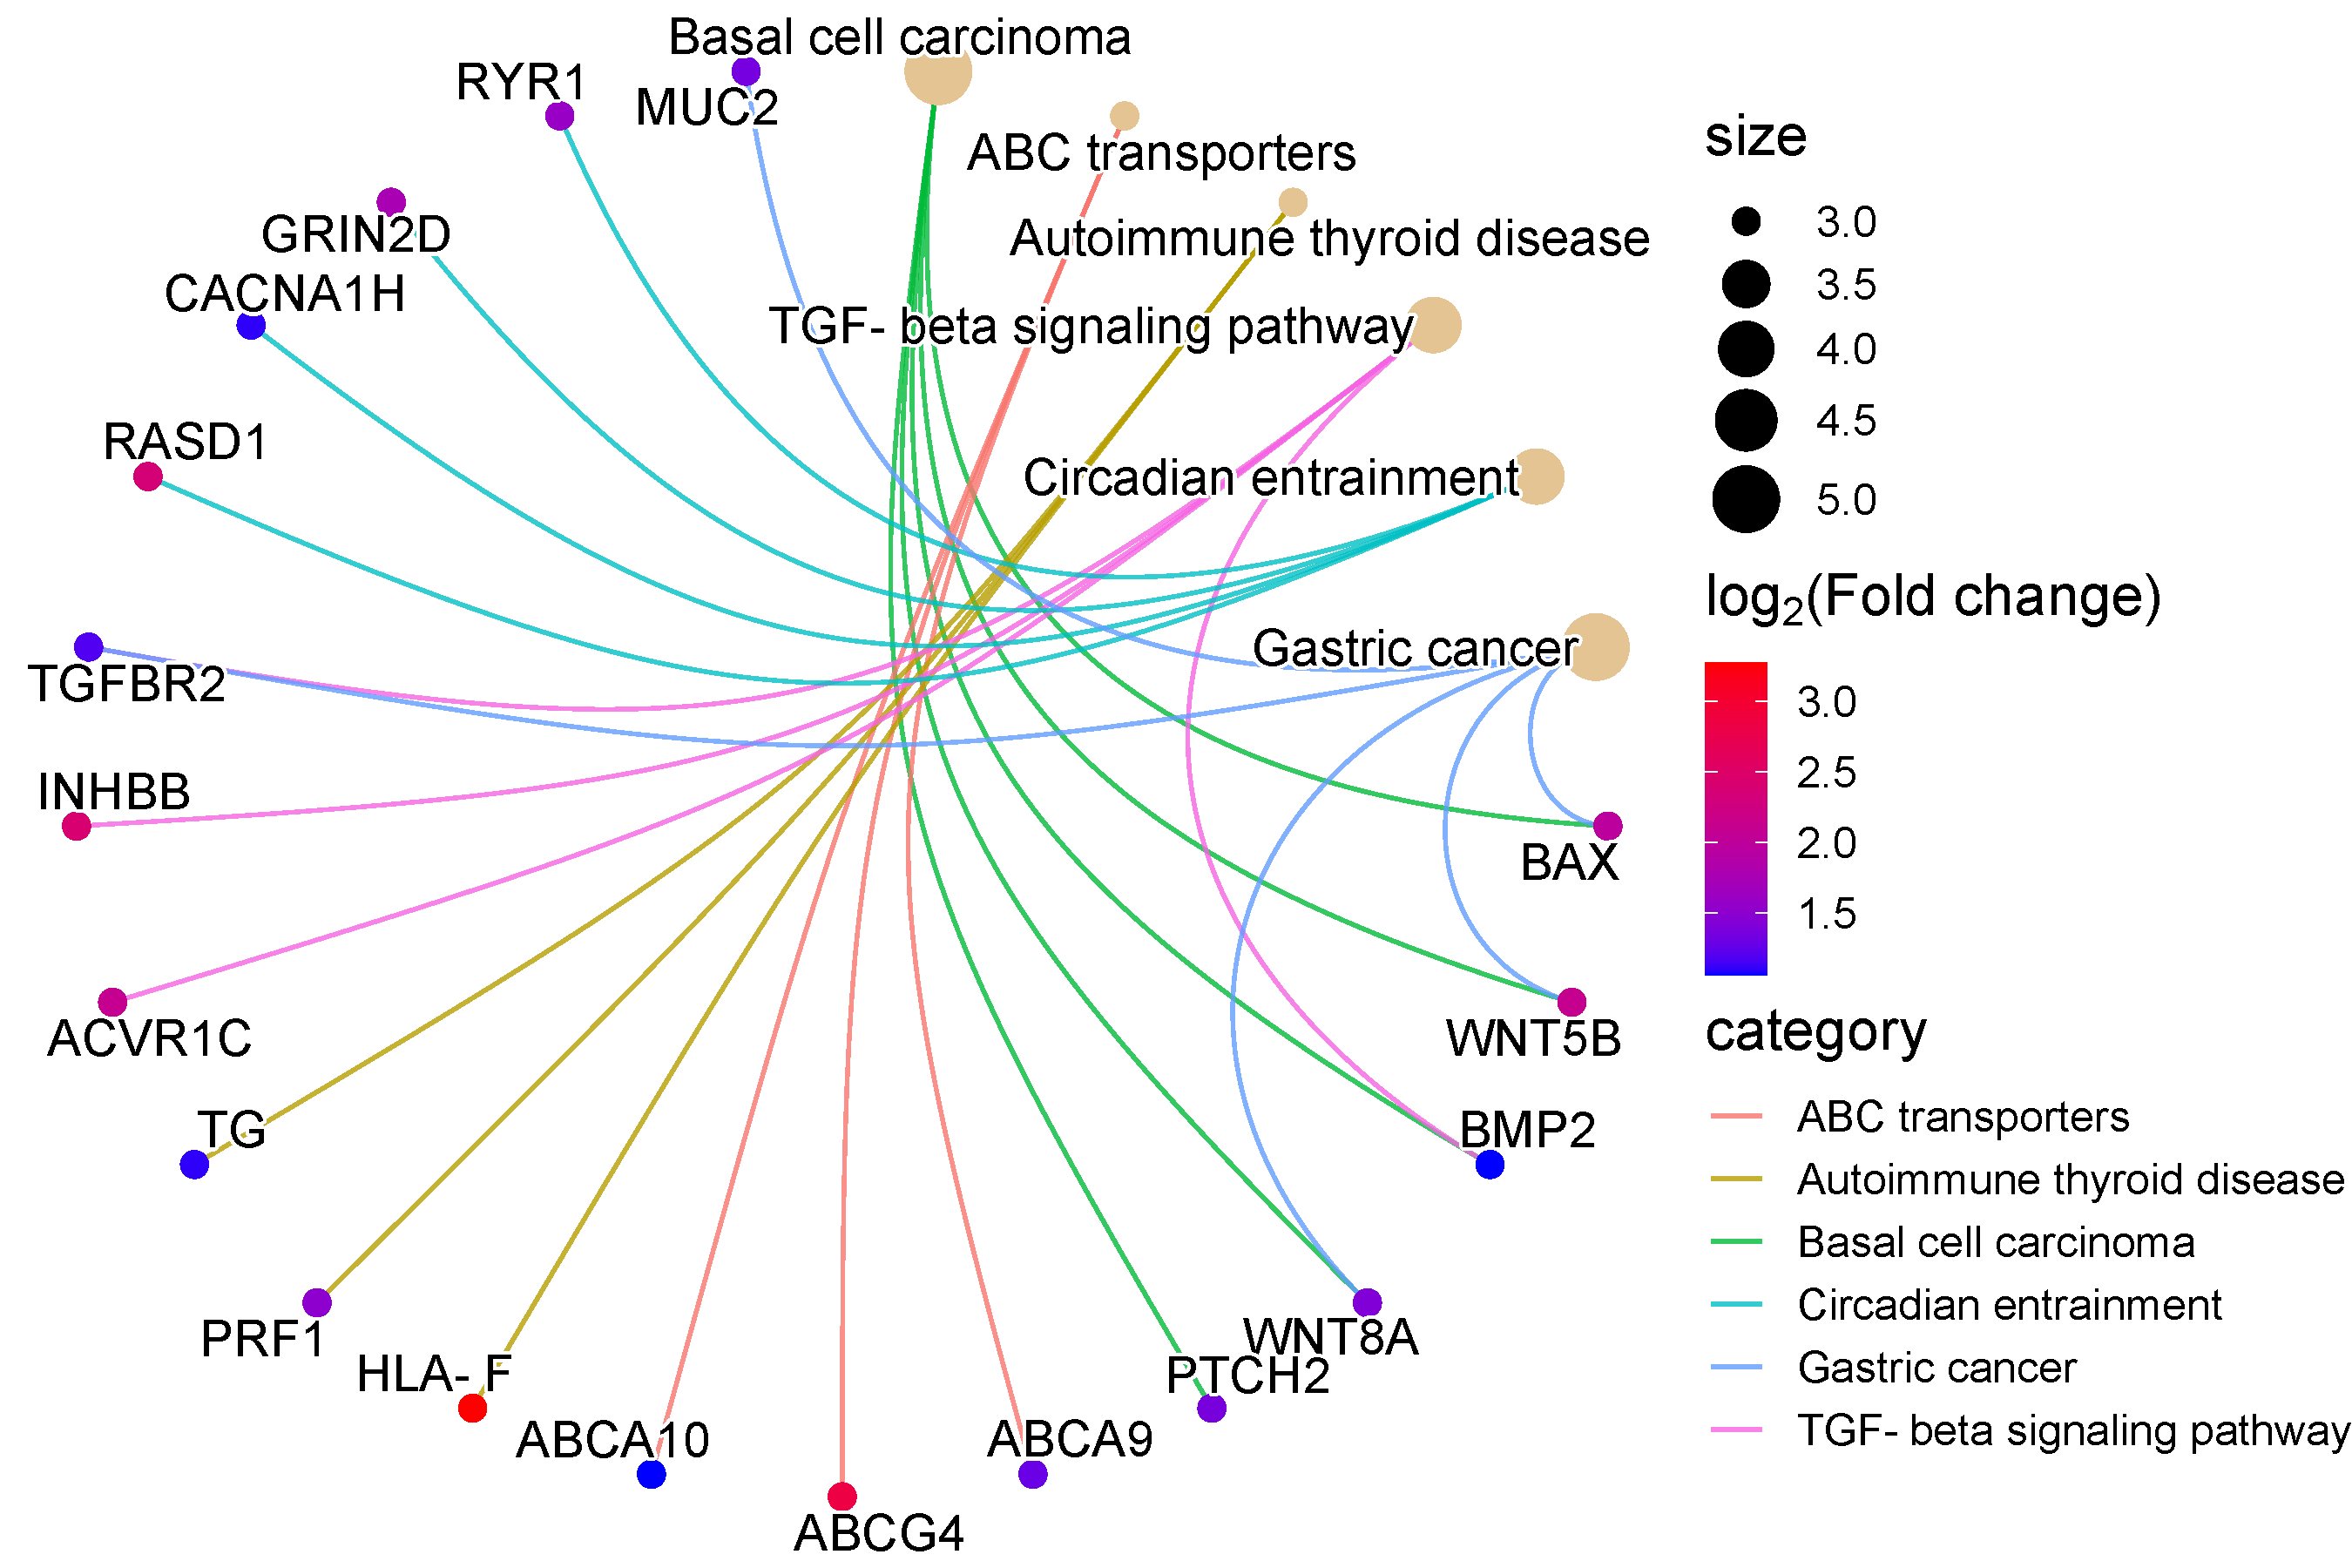 Basal cell carcinoma
RYR1
MUC2
ABC transporters
GRIN2D
Autoimmune thyroid disease
CACNA1H
TGF- beta signaling pathway
RASD1
Circadian entrainment
TGFBR2
Gastric cancer
INHBB
BAX
ACVR1C
WNT5B
TG
BMP2
PRF1
WNT8A
HLA- F
PTCH2
ABCA10
ABCA9
ABCG4
size
3.0
3.5
4.0
4.5
5.0
log₂(Fold change)
3.0
2.5
2.0
1.5
category
ABC transporters
Autoimmune thyroid disease
Basal cell carcinoma
Circadian entrainment
Gastric cancer
TGF- beta signaling pathway